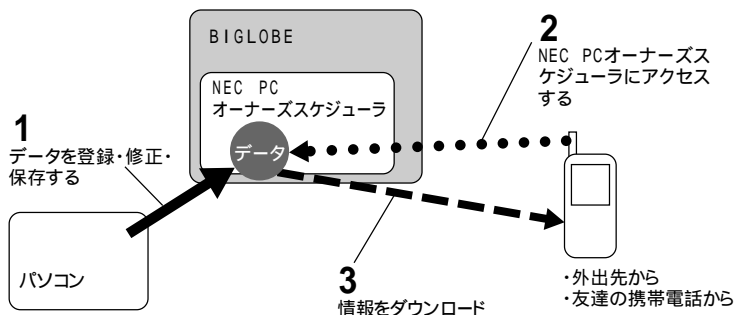 BIGLOBE
NEC PC
オーナーズスケジューラ
データ
1
データを登録・修正・
保存する
パソコン
2
NEC PCオーナーズス
ケジューラにアクセス
する
3
情報をダウンロード
・外出先から
・友達の携帯電話から